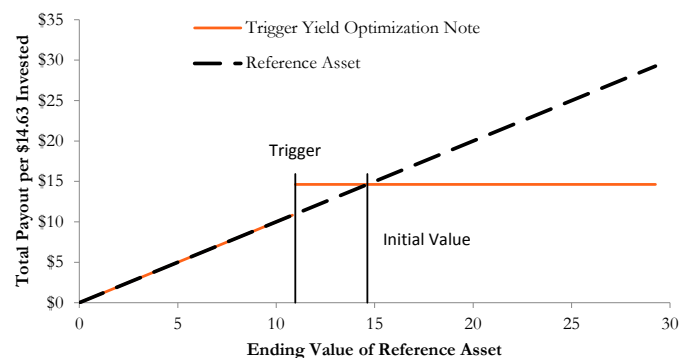 Trigger Yield Optimization Note
Reference Asset
Total Payout per $14.63 Invested
$35
$30
$25
$20
$15
$10
$5
$0
Trigger
Initial Value
0 5 10 15 20 25 30
Ending Value of Reference Asset